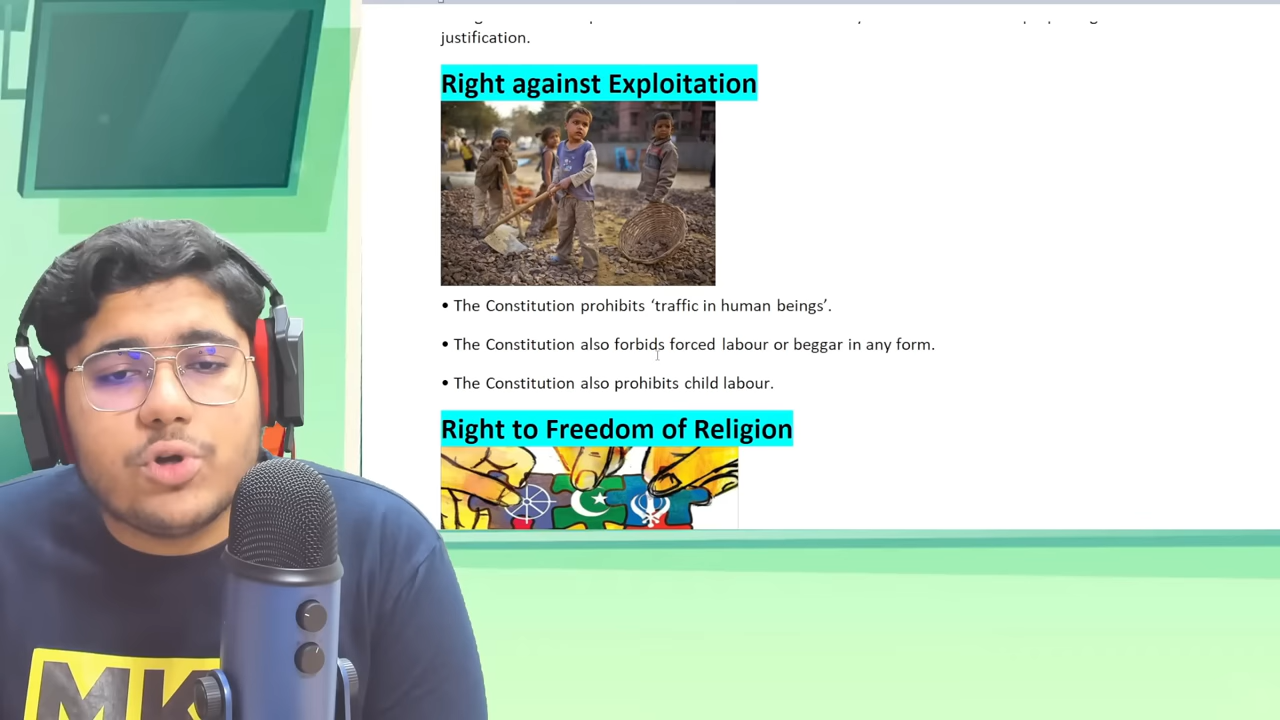 justification.
Right against Exploitation
• The Constitution prohibits ‘traffic in human beings’.
• The Constitution also forbids forced labour or beggar in any form.
• The Constitution also prohibits child labour.
Right to Freedom of Religion
MK